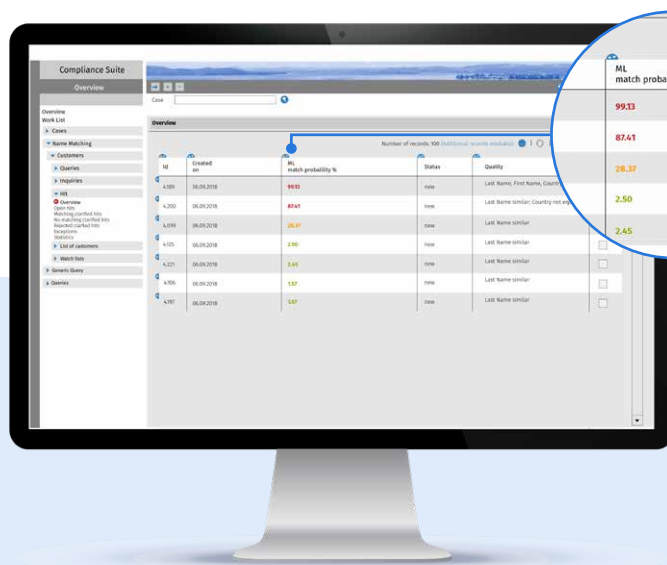 Compliance Suite
Overview
Case
Overview
Work List
Cases
Name Matching
Customers
Queries
Inquiries
Hit
Overview
Open hits
Matching clarified hits
No matching clarified hits
Rejected clarified hits
Exceptions
Statistics
List of customers
Watch lists
Generic Query
Queries
Overview
Number of records: 100 (Additional records available)
Id Created on ML match probability % Status Quality
4.189 06.09.2018 99.13 new Last Name, First Name, Country
4.200 06.09.2018 87.41 new Last Name similar; Country not equ
4.099 06.09.2018 28.37 new Last Name similar
4.125 06.09.2018 2.50 new Last Name similar
4.221 06.09.2018 2.45 new Last Name similar
4.106 06.09.2018 1.57 new Last Name similar
4.197 06.09.2018 1.57 new Last Name similar
ML
match proba
99.13
87.41
28.37
2.50
2.45